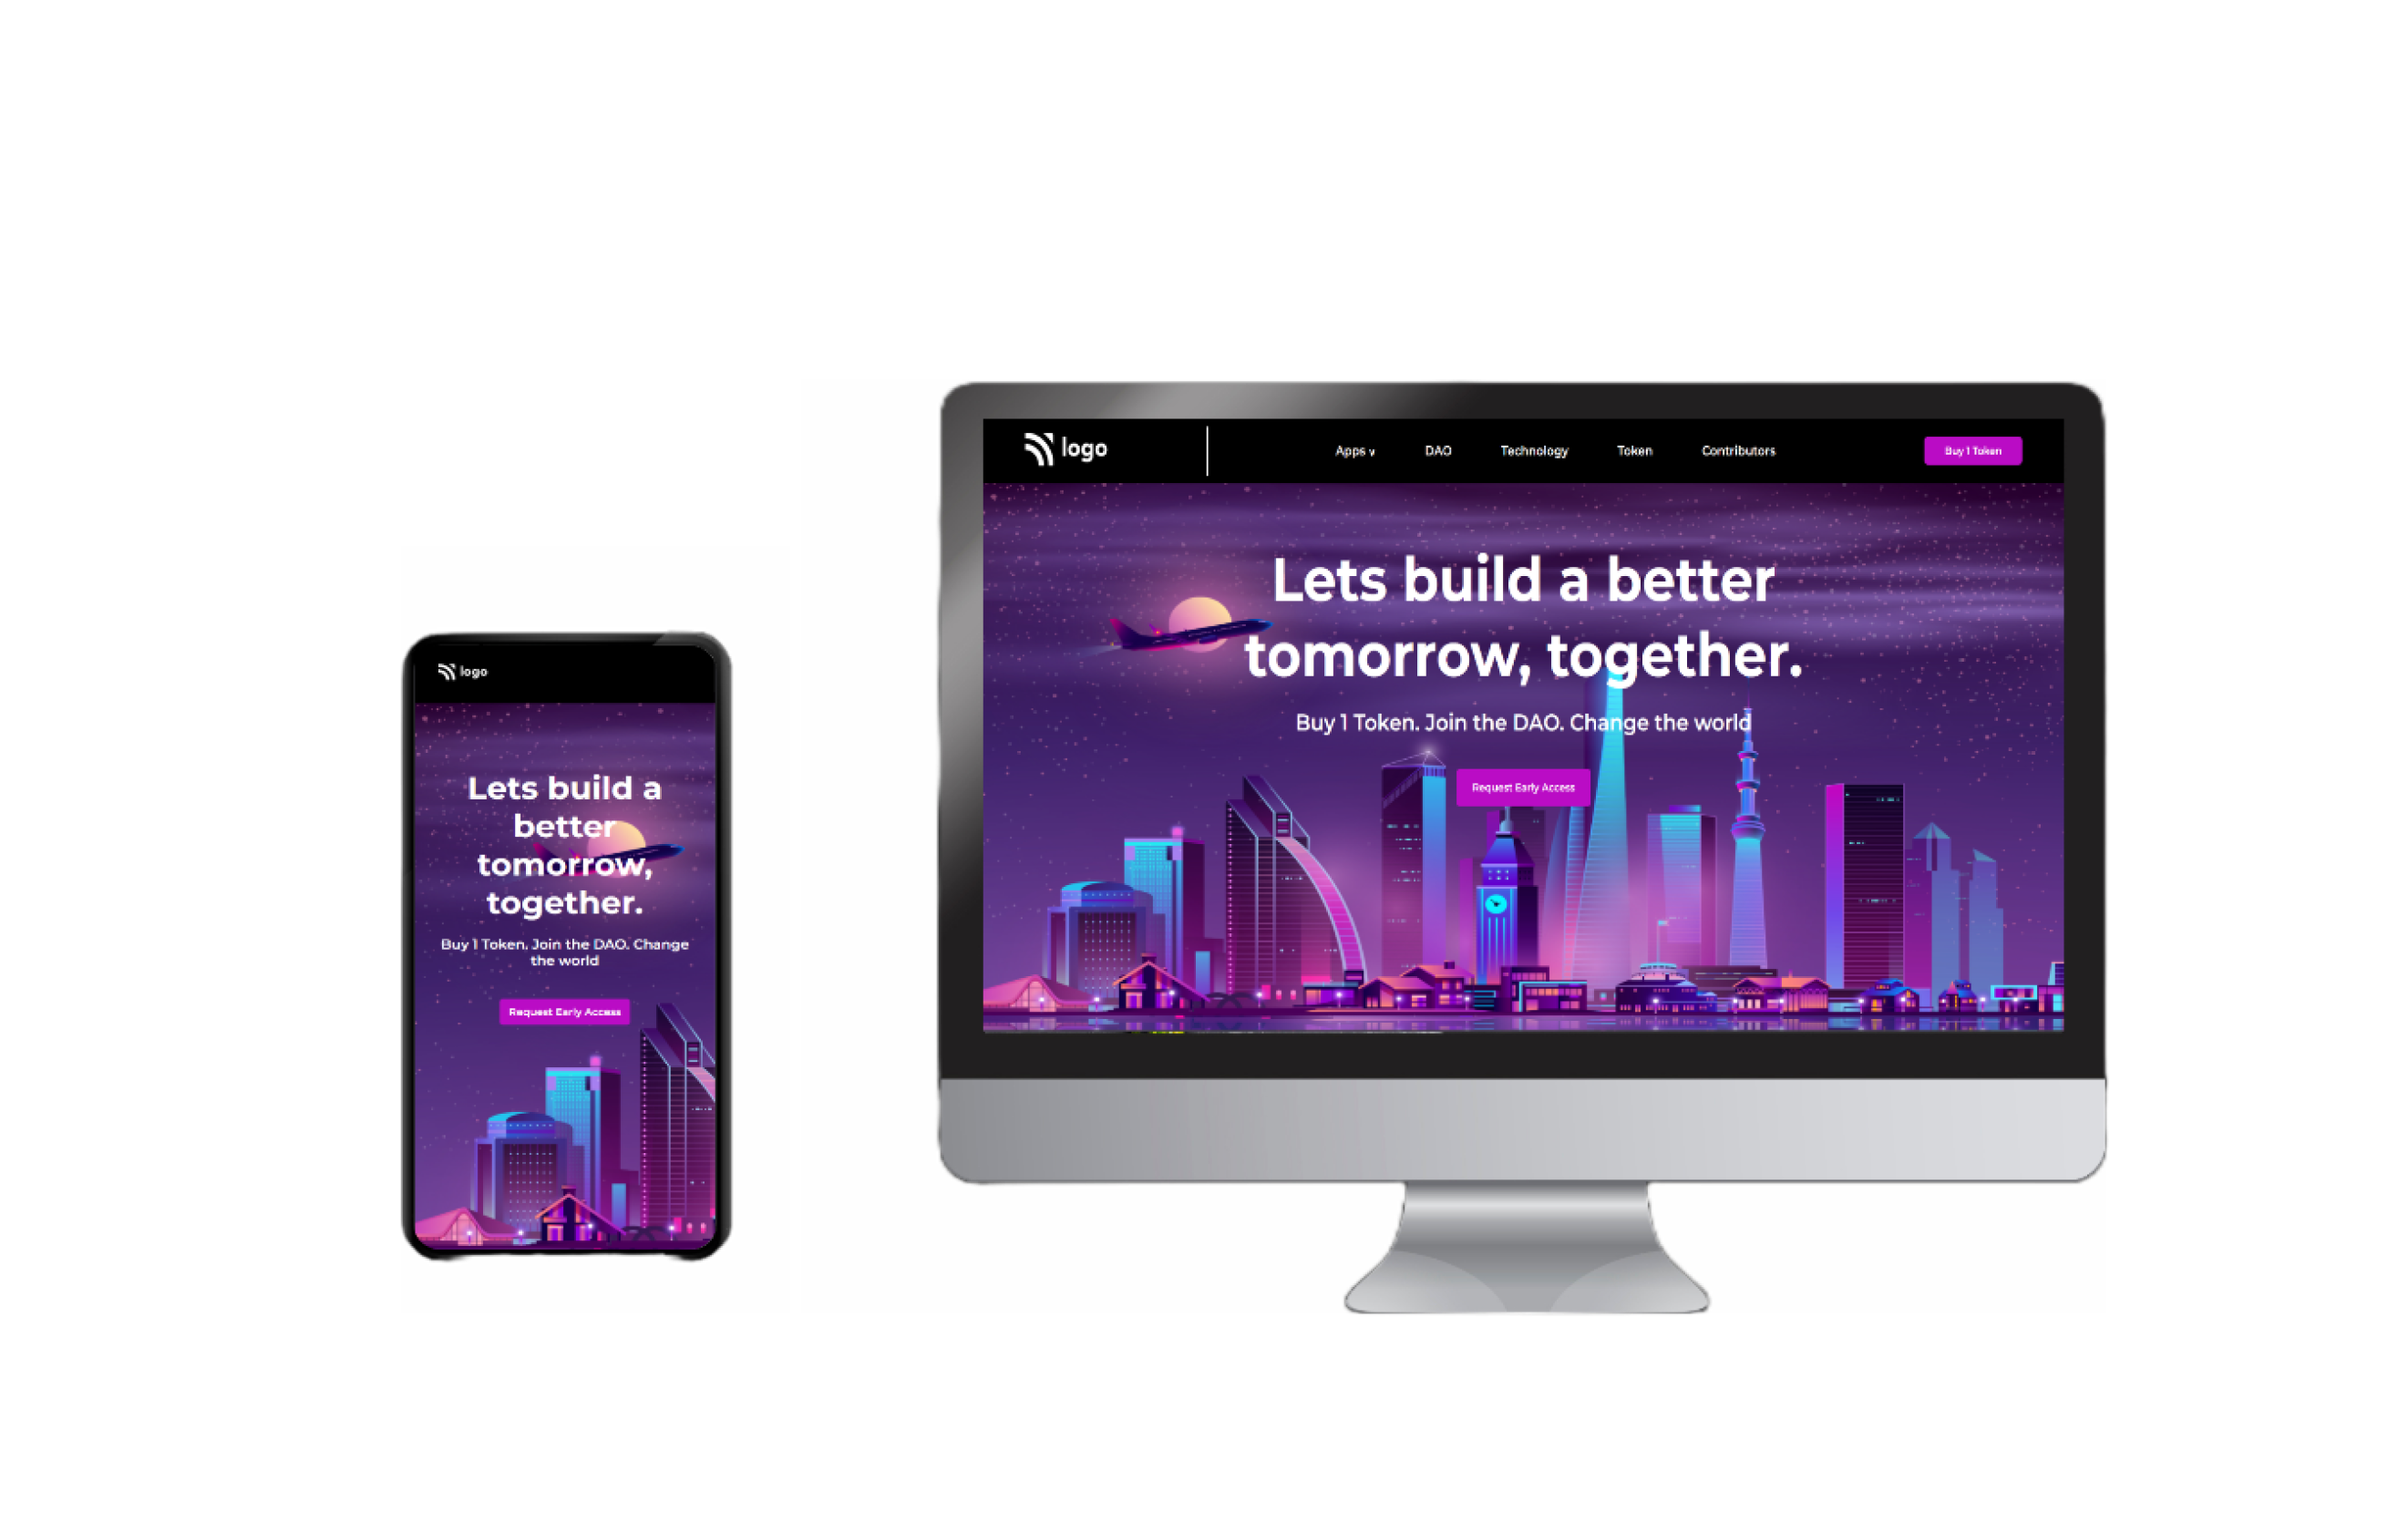 logo
Apps v DAO Technology Token Contributors
Buy 1 Token
Lets build a better
tomorrow, together.
Buy 1 Token. Join the DAO. Change the world
Request Early Access
logo
Lets build a
better
tomorrow,
together.
Buy 1 Token. Join the DAO. Change
the world
Request Early Access